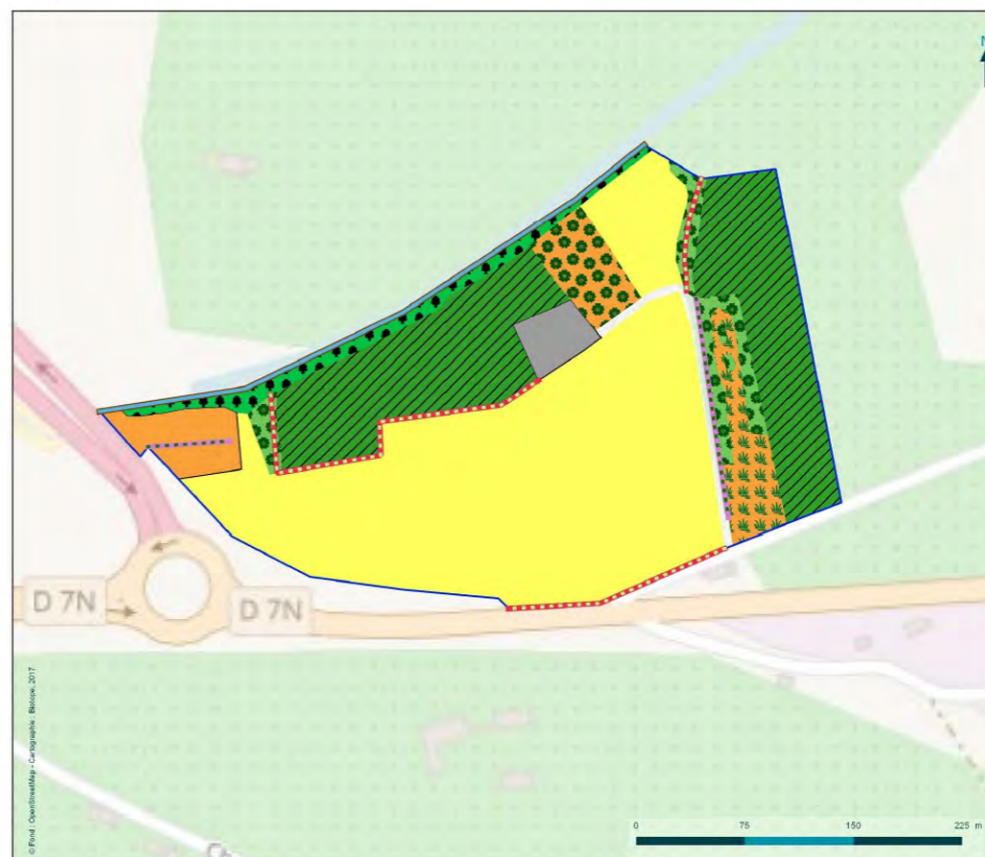 N
D 7N
D 7N
0 75 150 225 m
© Fond : OpenStreetMap - Cartographie : Biotope, 2017